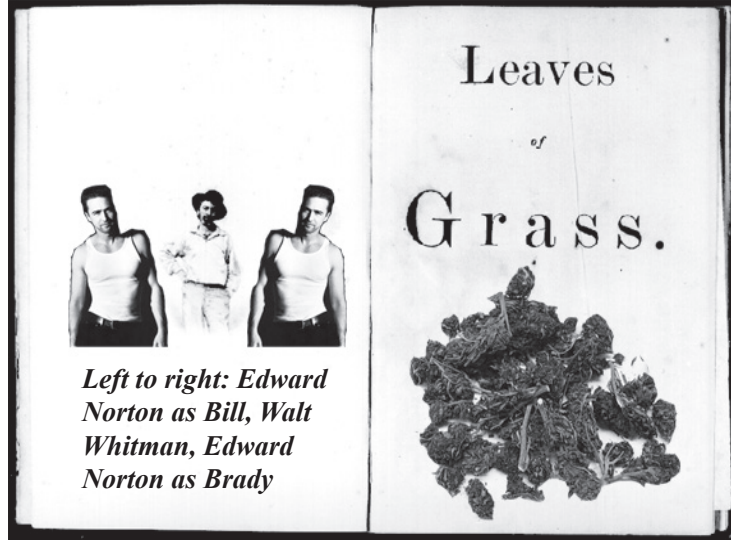 Left to right: Edward
Norton as Bill, Walt
Whitman, Edward
Norton as Brady
Leaves
of
Grass.